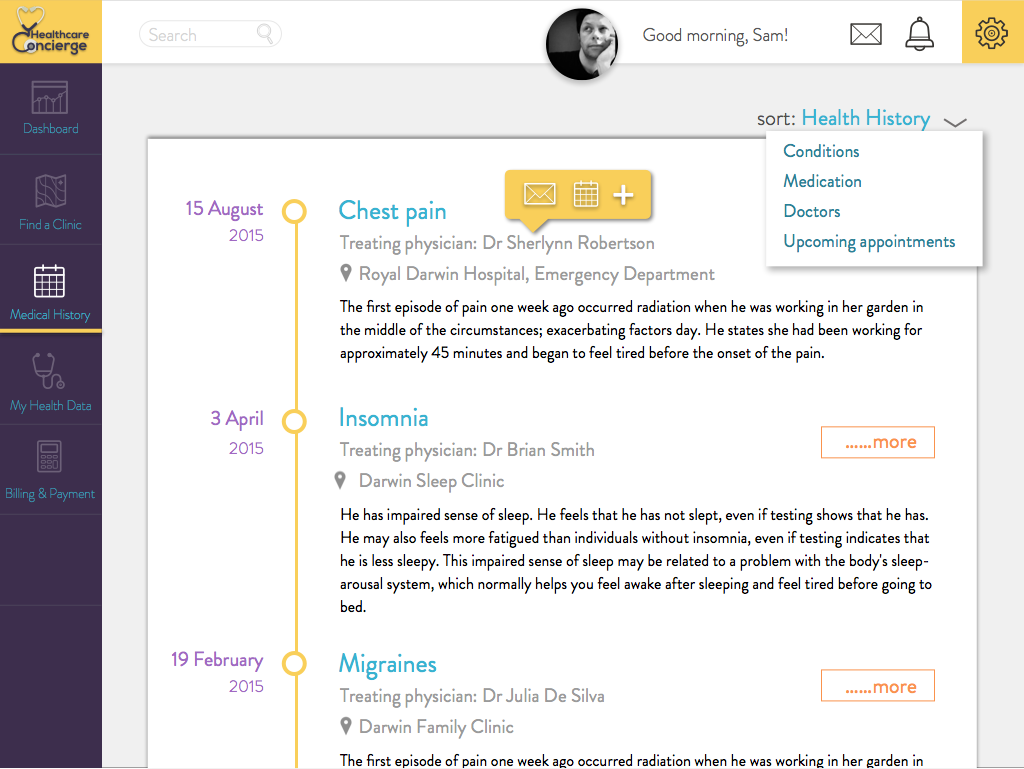 Healthcare
Concierge
Search
Good morning, Sam!
Dashboard
Find a Clinic
Medical History
My Health Data
Billing & Payment
sort: Health History
Conditions
Medication
Doctors
Upcoming appointments
15 August
2015
Chest pain
Treating physician: Dr Sherlynn Robertson
Royal Darwin Hospital, Emergency Department
The first episode of pain one week ago occurred radiation when he was working in her garden in
the middle of the circumstances; exacerbating factors day. He states she had been working for
approximately 45 minutes and began to feel tired before the onset of the pain.
3 April
2015
Insomnia
Treating physician: Dr Brian Smith
Darwin Sleep Clinic
......more
He has impaired sense of sleep. He feels that he has not slept, even if testing shows that he has.
He may also feels more fatigued than individuals without insomnia, even if testing indicates that
he is less sleepy. This impaired sense of sleep may be related to a problem with the body's sleep-
arousal system, which normally helps you feel awake after sleeping and feel tired before going to
bed.
19 February
2015
Migraines
Treating physician: Dr Julia De Silva
Darwin Family Clinic
......more
The first episode of pain one week ago occurred radiation when he was working in her garden in